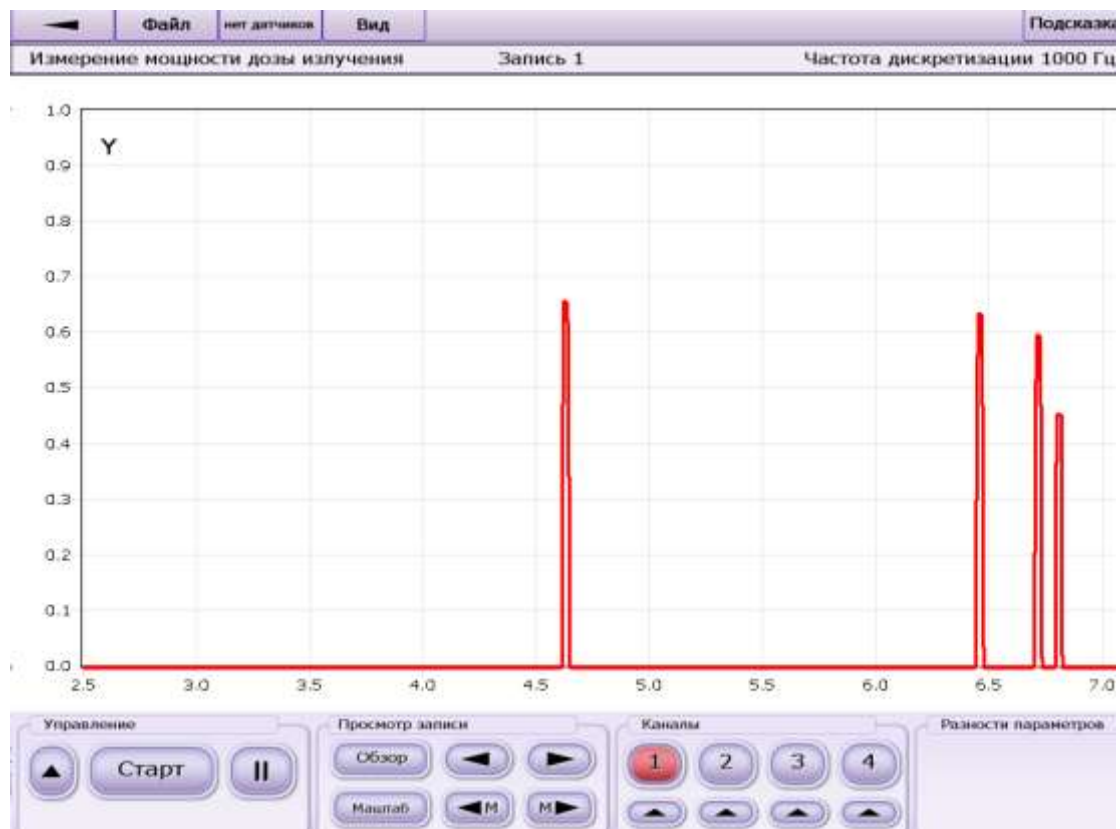 Файл нет датчиков Вид Подсказка
Измерение мощности дозы излучения Запись 1 Частота дискретизации 1000 Гц
1.0
Y
0.9
0.8
0.7
0.6
0.5
0.4
0.3
0.2
0.1
0.0
2.5 3.0 3.5 4.0 4.5 5.0 5.5 6.0 6.5 7.0
Управление Просмотр записи Каналы Разности параметров
Старт Обзор 1 2 3 4
Маштаб М М